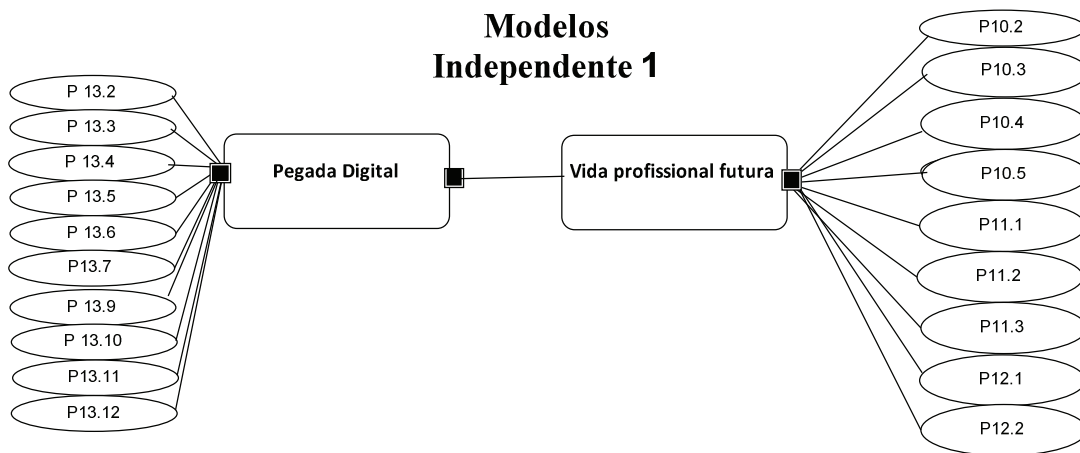 Modelos
Independente 1
P 13.2
P 13.3
P 13.4
P 13.5
P 13.6
P13.7
P 13.9
P 13.10
P13.11
P13.12
Pegada Digital
Vida profissional futura
P10.2
P10.3
P10.4
P10.5
P11.1
P11.2
P11.3
P12.1
P12.2